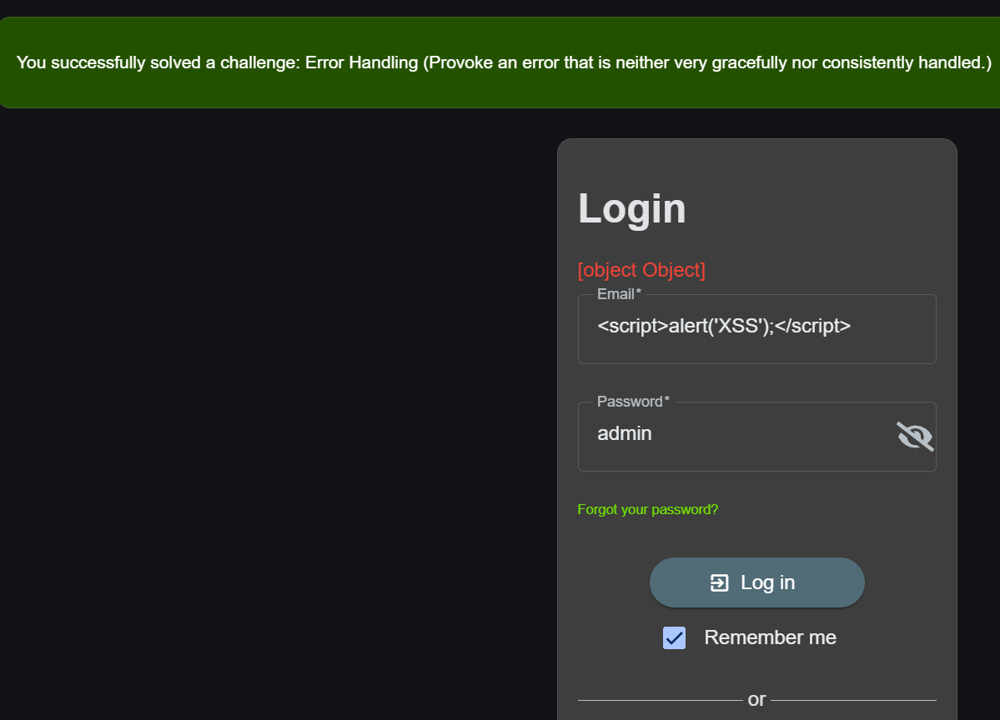 You successfully solved a challenge: Error Handling (Provoke an error that is neither very gracefully nor consistently handled.)
Login
[object Object]
Email*
<script>alert('XSS');</script>
Password*
admin
Forgot your password?
Log in
Remember me
or